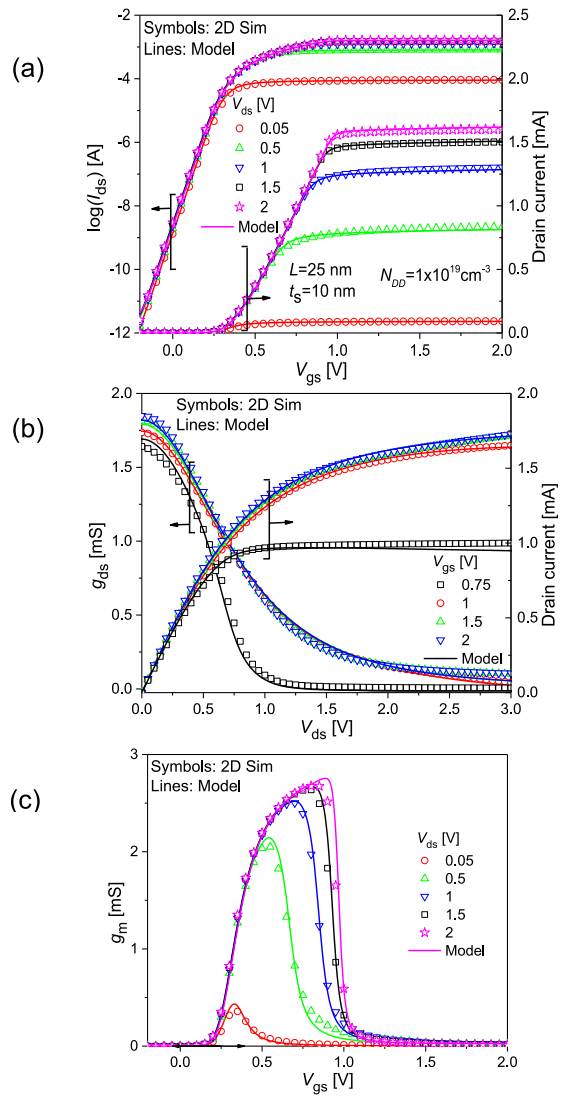 (a)
Symbols: 2D Sim
Lines: Model
V_ds [V]
0.05
0.5
1
1.5
2
Model
L=25 nm
t_s=10 nm
N_DD=1x10^19cm^-3
log(I_ds) [A]
-2
-4
-6
-8
-10
-12
Drain current [mA]
2.5
2.0
1.5
1.0
0.5
0.0
0.0 0.5 1.0 1.5 2.0
V_gs [V]
(b)
Symbols: 2D Sim
Lines: Model
g_ds [mS]
2.0
1.5
1.0
0.5
0.0
Drain current [mA]
2.0
1.5
1.0
0.5
0.0
V_gs [V]
0.75
1
1.5
2
Model
0.0 0.5 1.0 1.5 2.0 2.5 3.0
V_ds [V]
(c)
Symbols: 2D Sim
Lines: Model
g_m [mS]
3
2
1
0
V_ds [V]
0.05
0.5
1
1.5
2
Model
0.0 0.5 1.0 1.5 2.0
V_gs [V]